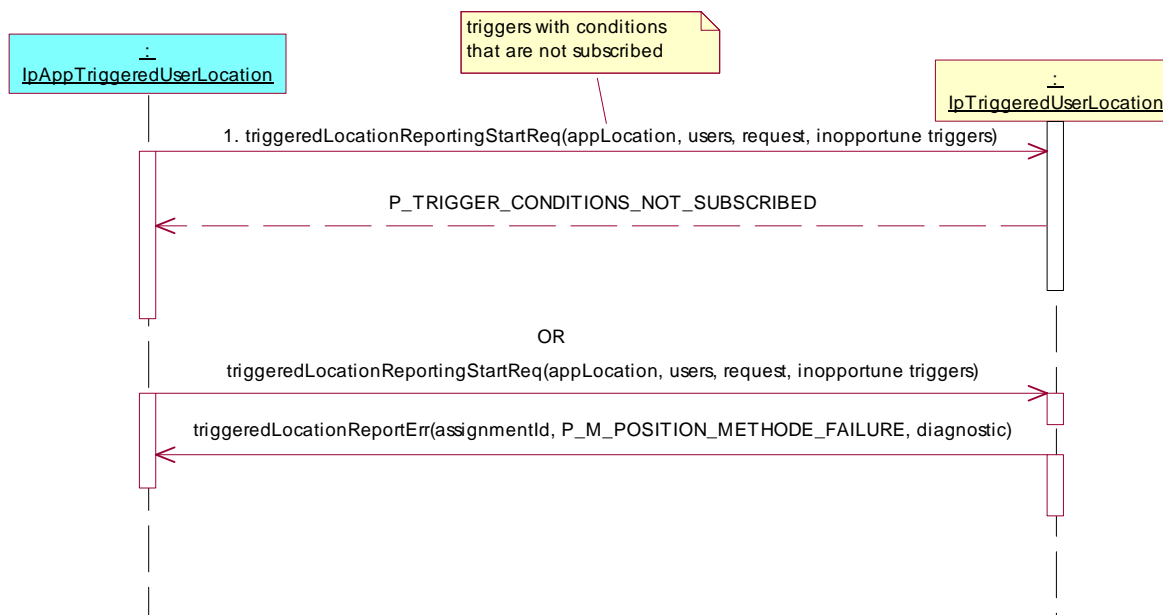 triggers with conditions
that are not subscribed
:
IpAppTriggeredUserLocation
:
IpTriggeredUserLocation
1. triggeredLocationReportingStartReq(appLocation, users, request, inopportune triggers)
P_TRIGGER_CONDITIONS_NOT_SUBSCRIBED
OR
triggeredLocationReportingStartReq(appLocation, users, request, inopportune triggers)
triggeredLocationReportErr(assignmentId, P_M_POSITION_METHODE_FAILURE, diagnostic)